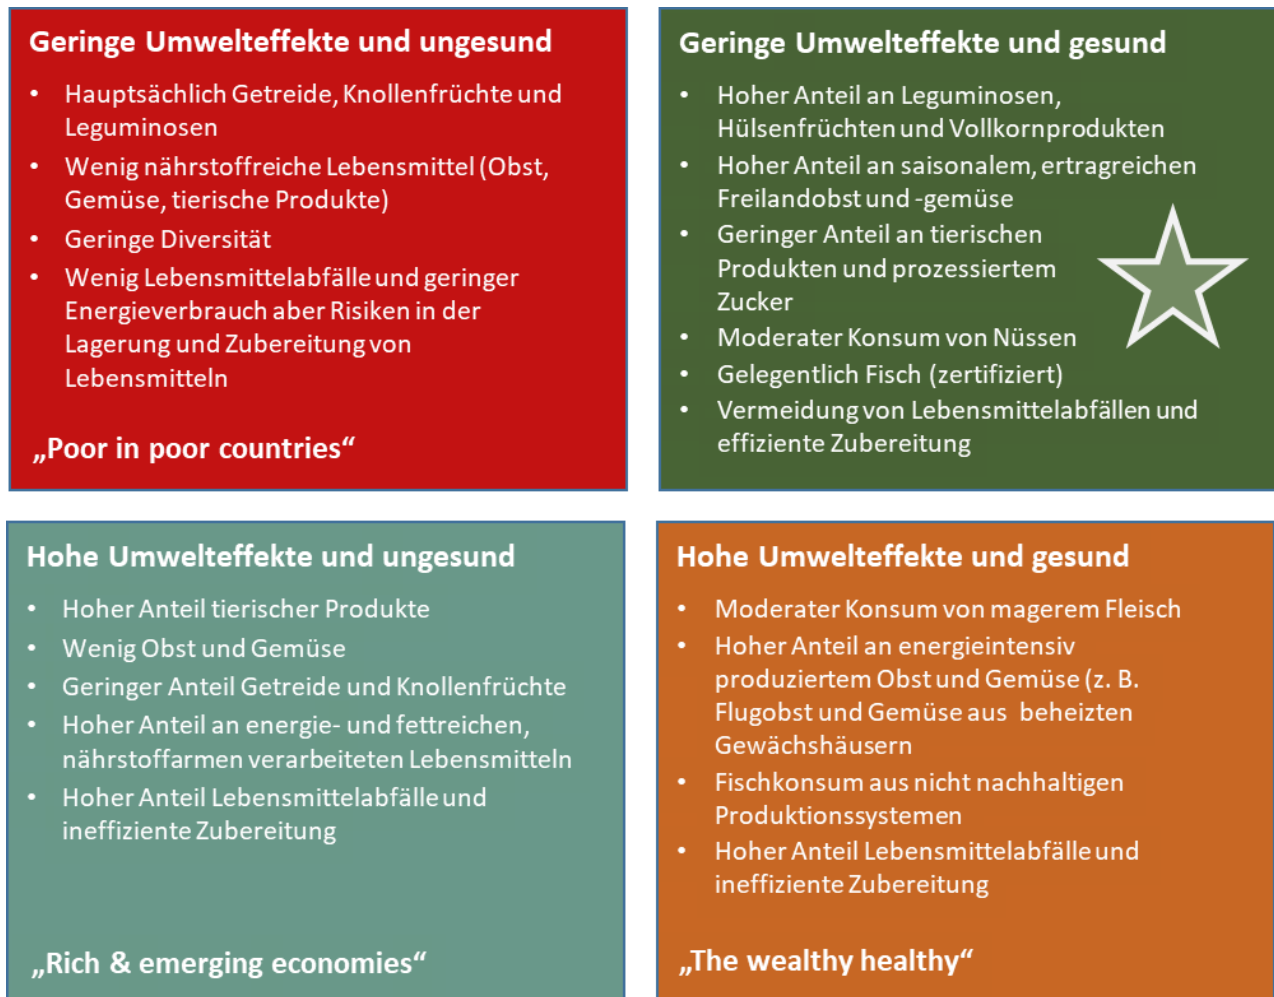 Geringe Umwelteffekte und ungesund
• Hauptsächlich Getreide, Knollenfrüchte und
Leguminosen
• Wenig nährstoffreiche Lebensmittel (Obst,
Gemüse, tierische Produkte)
• Geringe Diversität
• Wenig Lebensmittelabfälle und geringer
Energieverbrauch aber Risiken in der
Lagerung und Zubereitung von
Lebensmitteln
„Poor in poor countries“
Geringe Umwelteffekte und gesund
• Hoher Anteil an Leguminosen,
Hülsenfrüchten und Vollkornprodukten
• Hoher Anteil an saisonalem, ertragreichen
Freilandobst und -gemüse
• Geringer Anteil an tierischen
Produkten und prozessiertem
Zucker
• Moderater Konsum von Nüssen
• Gelegentlich Fisch (zertifiziert)
• Vermeidung von Lebensmittelabfällen und
effiziente Zubereitung
Hohe Umwelteffekte und ungesund
• Hoher Anteil tierischer Produkte
• Wenig Obst und Gemüse
• Geringer Anteil Getreide und Knollenfrüchte
• Hoher Anteil an energie- und fettreichen,
nährstoffarmen verarbeiteten Lebensmitteln
• Hoher Anteil Lebensmittelabfälle und
ineffiziente Zubereitung
„Rich & emerging economies“
Hohe Umwelteffekte und gesund
• Moderater Konsum von magerem Fleisch
• Hoher Anteil an energieintensiv
produziertem Obst und Gemüse (z. B.
Flugobst und Gemüse aus beheizten
Gewächshäusern
• Fischkonsum aus nicht nachhaltigen
Produktionssystemen
• Hoher Anteil Lebensmittelabfälle und
ineffiziente Zubereitung
„The wealthy healthy“